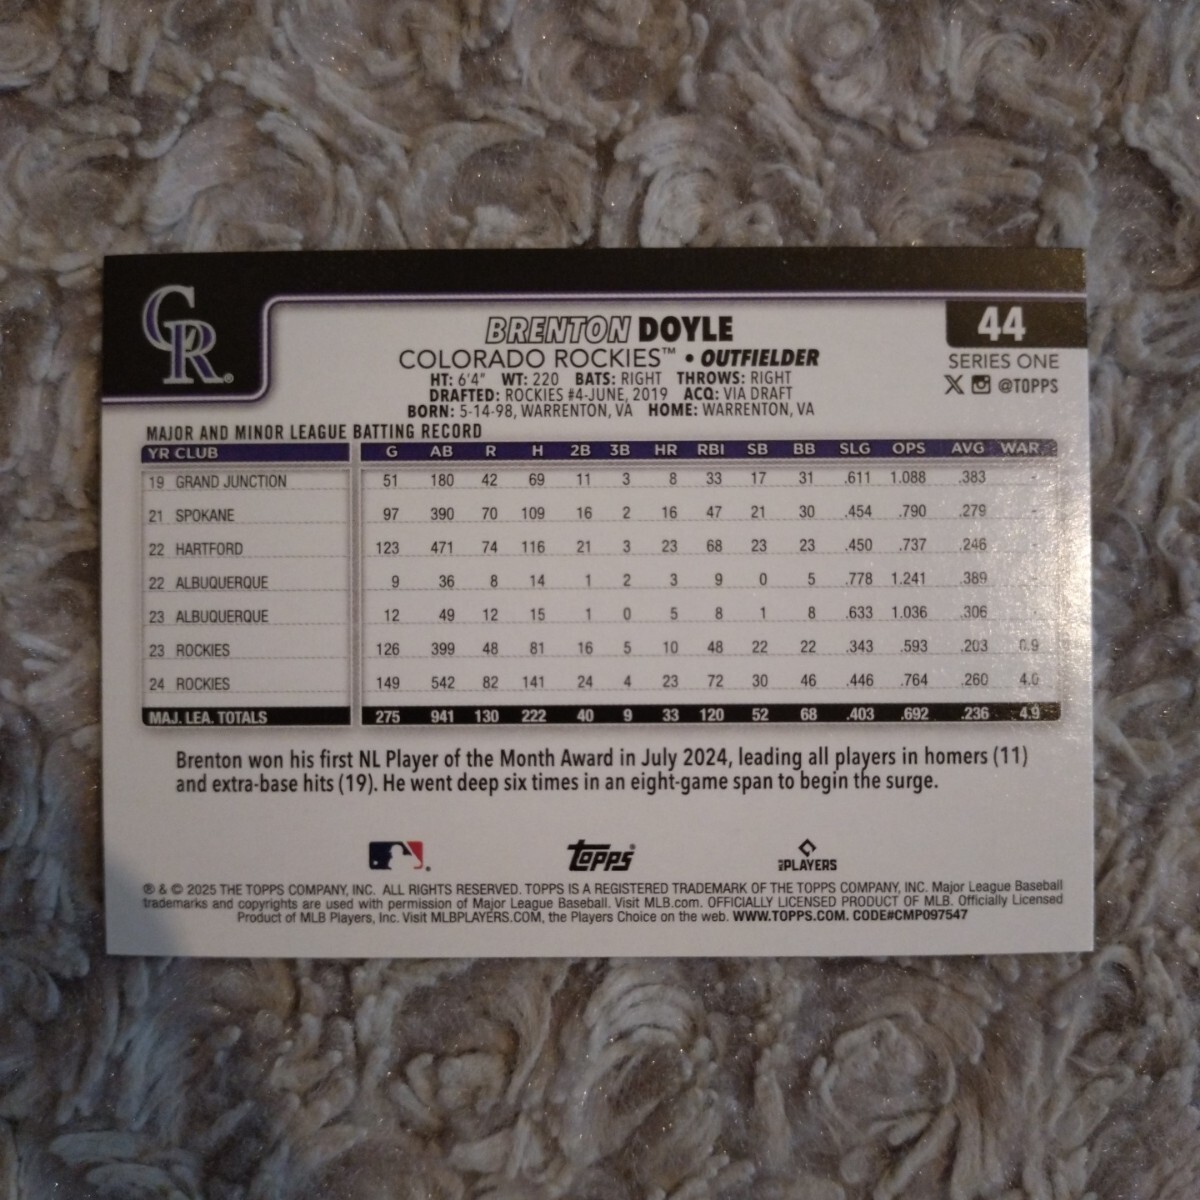 CR
44
BRENTON DOYLE
SERIES ONE
COLORADO ROCKIES™ • OUTFIELDER
X @TOPPS
HT: 6'4" WT: 220 BATS: RIGHT THROWS: RIGHT
DRAFTED: ROCKIES #4-JUNE, 2019 ACQ: VIA DRAFT
BORN: 5-14-98, WARRENTON, VA HOME: WARRENTON, VA
MAJOR AND MINOR LEAGUE BATTING RECORD
YR CLUB G AB R H 2B 3B HR RBI SB BB SLG OPS AVG WAR
19 GRAND JUNCTION 51 180 42 69 11 3 8 33 17 31 .611 1.088 .383 -
21 SPOKANE 97 390 70 109 16 2 16 47 21 30 .454 .790 .279 -
22 HARTFORD 123 471 74 116 21 3 23 68 23 23 .450 .737 .246 -
22 ALBUQUERQUE 9 36 8 14 1 2 3 9 0 5 .778 1.241 .389 -
23 ALBUQUERQUE 12 49 12 15 1 0 5 8 1 8 .633 1.036 .306 -
23 ROCKIES 126 399 48 81 16 5 10 48 22 22 .343 .593 .203 0.9
24 ROCKIES 149 542 82 141 24 4 23 72 30 46 .446 .764 .260 4.0
MAJ. LEA. TOTALS 275 941 130 222 40 9 33 120 52 68 .403 .692 .236 4.9
Brenton won his first NL Player of the Month Award in July 2024, leading all players in homers (11)
and extra-base hits (19). He went deep six times in an eight-game span to begin the surge.
Topps®
PLAYERS
® & © 2025 THE TOPPS COMPANY, INC. ALL RIGHTS RESERVED. TOPPS IS A REGISTERED TRADEMARK OF THE TOPPS COMPANY, INC. Major League Baseball
trademarks and copyrights are used with permission of Major League Baseball. Visit MLB.com. OFFICIALLY LICENSED PRODUCT OF MLB. Officially Licensed
Product of MLB Players, Inc. Visit MLBPLAYERS.COM, the Players Choice on the web. WWW.TOPPS.COM. CODE#CMP097547